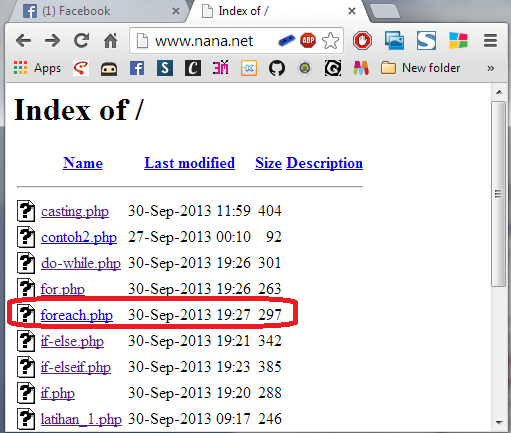 (1) Facebook
Index of /
www.nana.net
ABP
Apps
New folder
»
Index of /
Name Last modified Size Description
casting.php 30-Sep-2013 11:59 404
contoh2.php 27-Sep-2013 00:10 92
do-while.php 30-Sep-2013 19:26 301
for.php 30-Sep-2013 19:26 263
foreach.php 30-Sep-2013 19:27 297
if-else.php 30-Sep-2013 19:21 342
if-elseif.php 30-Sep-2013 19:23 385
if.php 30-Sep-2013 19:20 288
latihan_1.php 30-Sep-2013 09:17 246